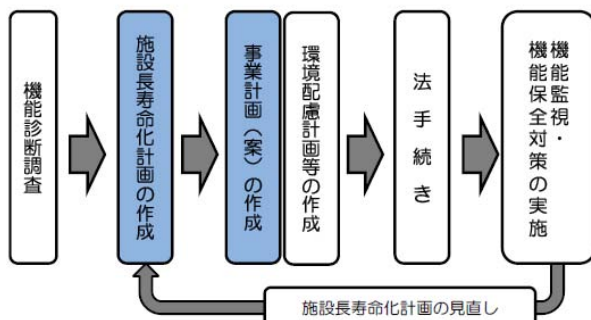 機能診断調査
施設長寿命化計画の作成
事業計画（案）の作成
環境配慮計画等の作成
法手続き
機能監視・
機能保全対策の実施
施設長寿命化計画の見直し